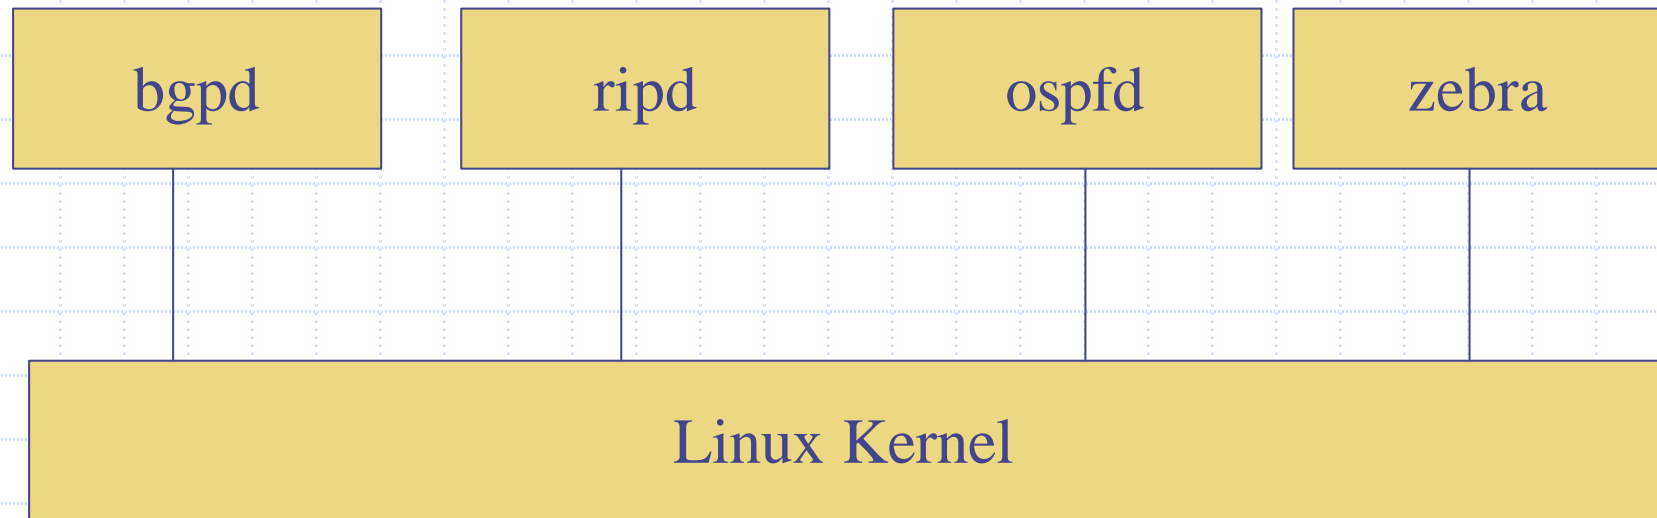 bgpd
ripd
ospfd
zebra
Linux Kernel